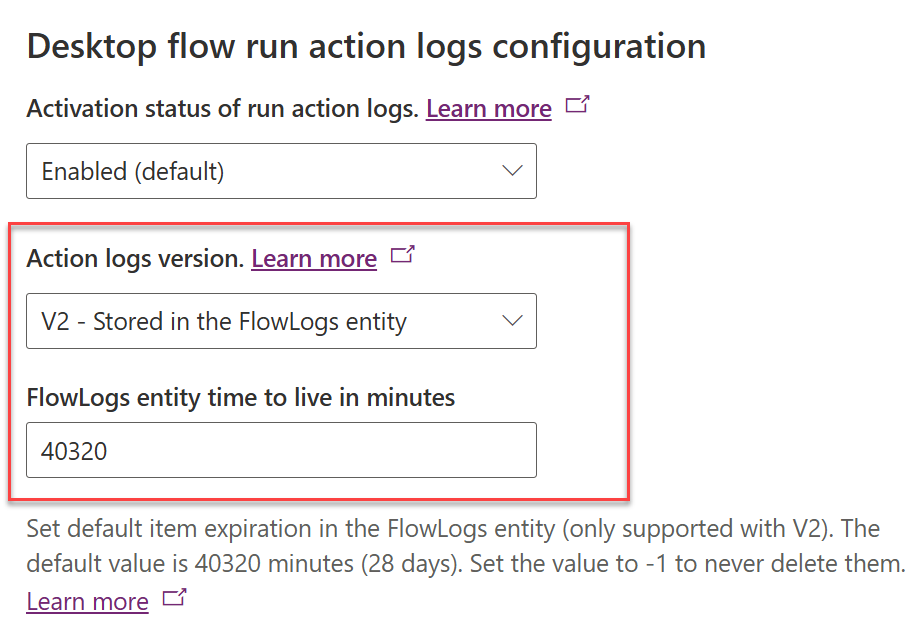 Desktop flow run action logs configuration
Activation status of run action logs. Learn more
Enabled (default)
Action logs version. Learn more
V2 - Stored in the FlowLogs entity
FlowLogs entity time to live in minutes
40320
Set default item expiration in the FlowLogs entity (only supported with V2). The
default value is 40320 minutes (28 days). Set the value to -1 to never delete them.
Learn more